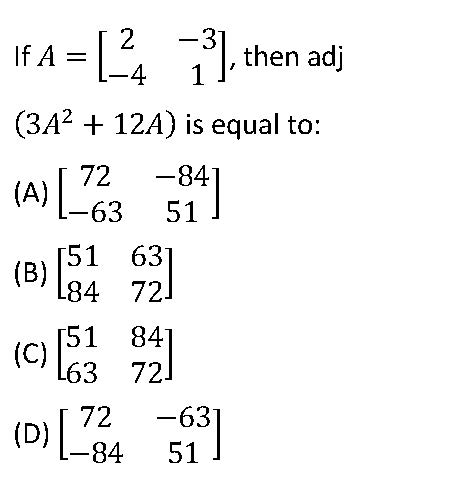 If A = [2 −3; −4 1], then adj
(3A² + 12A) is equal to:
(A) [72 −84; −63 51]
(B) [51 63; 84 72]
(C) [51 84; 63 72]
(D) [72 −63; −84 51]